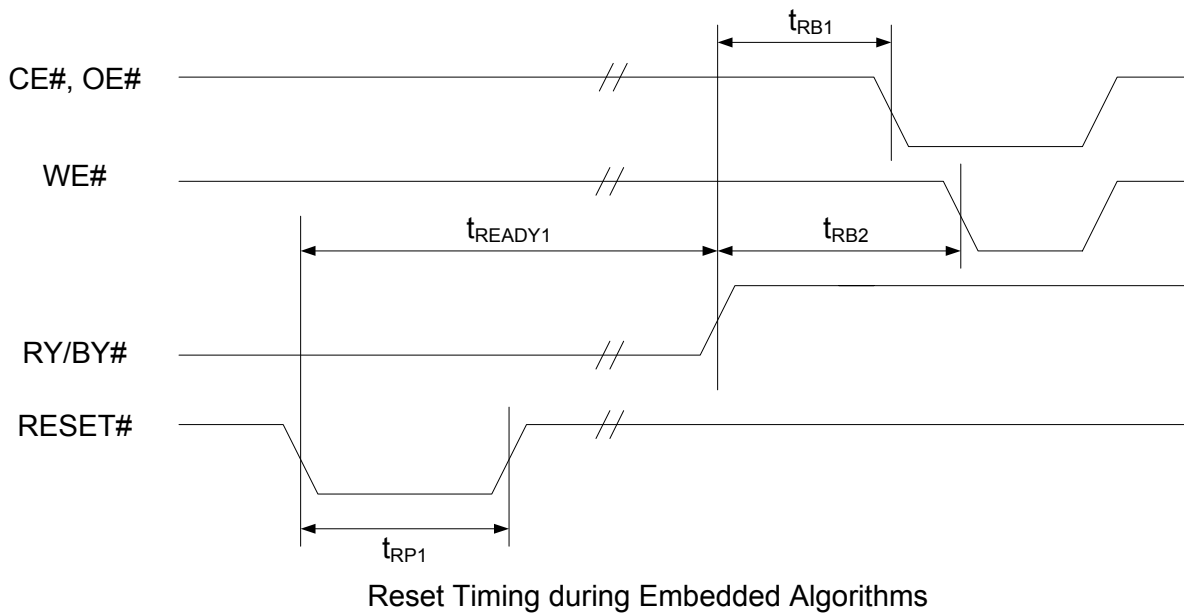 tRB1
CE#, OE#
WE#
tREADY1
tRB2
RY/BY#
RESET#
tRP1
Reset Timing during Embedded Algorithms